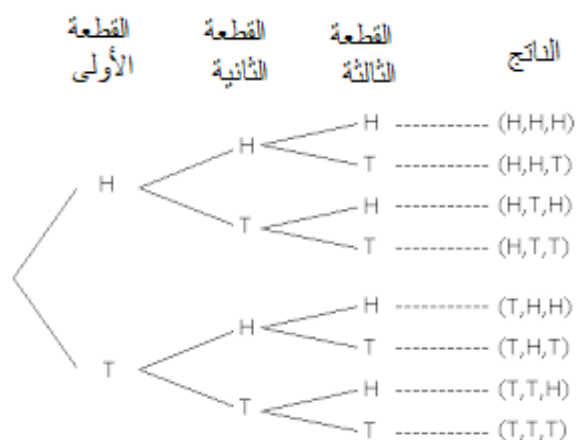 القطعة الأولى
القطعة الثانية
القطعة الثالثة
الناتج
H
T
H
T
H
T
H
T
H
T
H
T
H
T
(H,H,H)
(H,H,T)
(H,T,H)
(H,T,T)
(T,H,H)
(T,H,T)
(T,T,H)
(T,T,T)